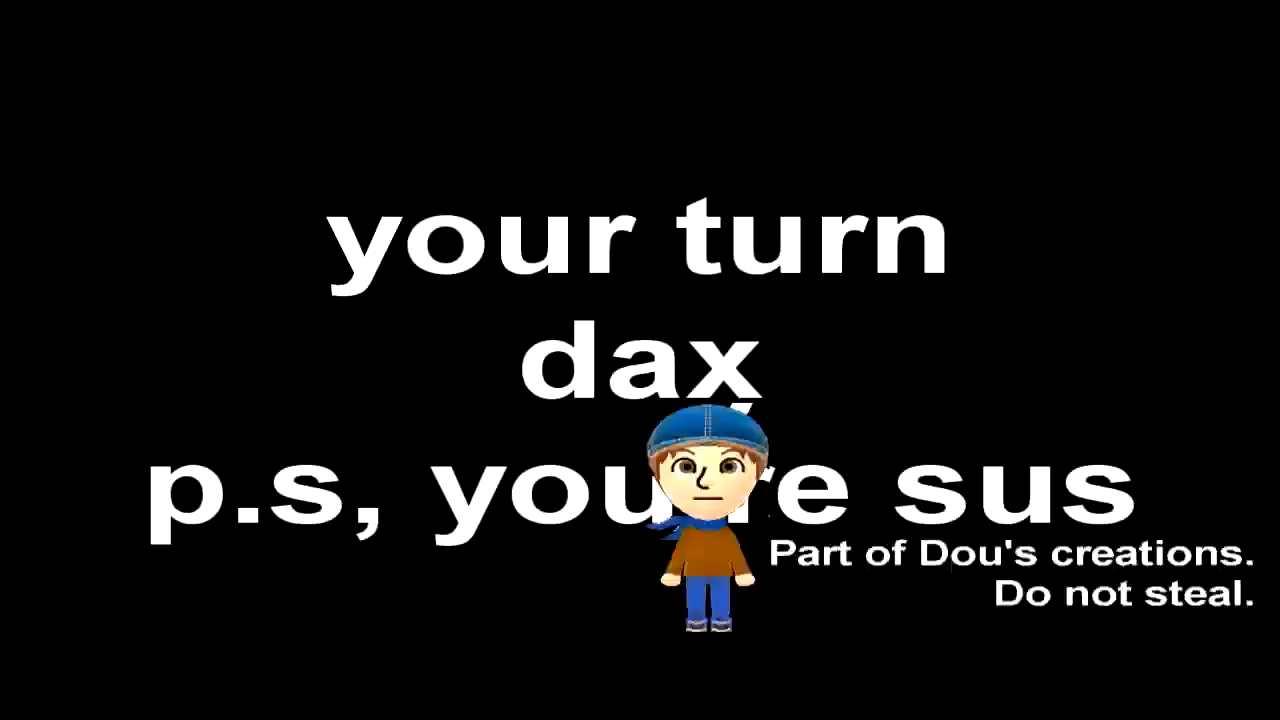 your turn
dax
p.s, you're sus
Part of Dou's creations.
Do not steal.